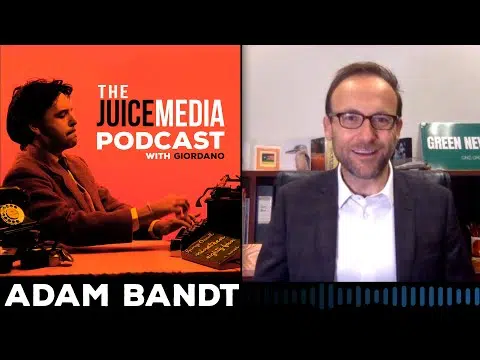 THE
JUICEMEDIA
PODCAST
WITH GIORDANO
GREEN NEW
ADAM BANDT